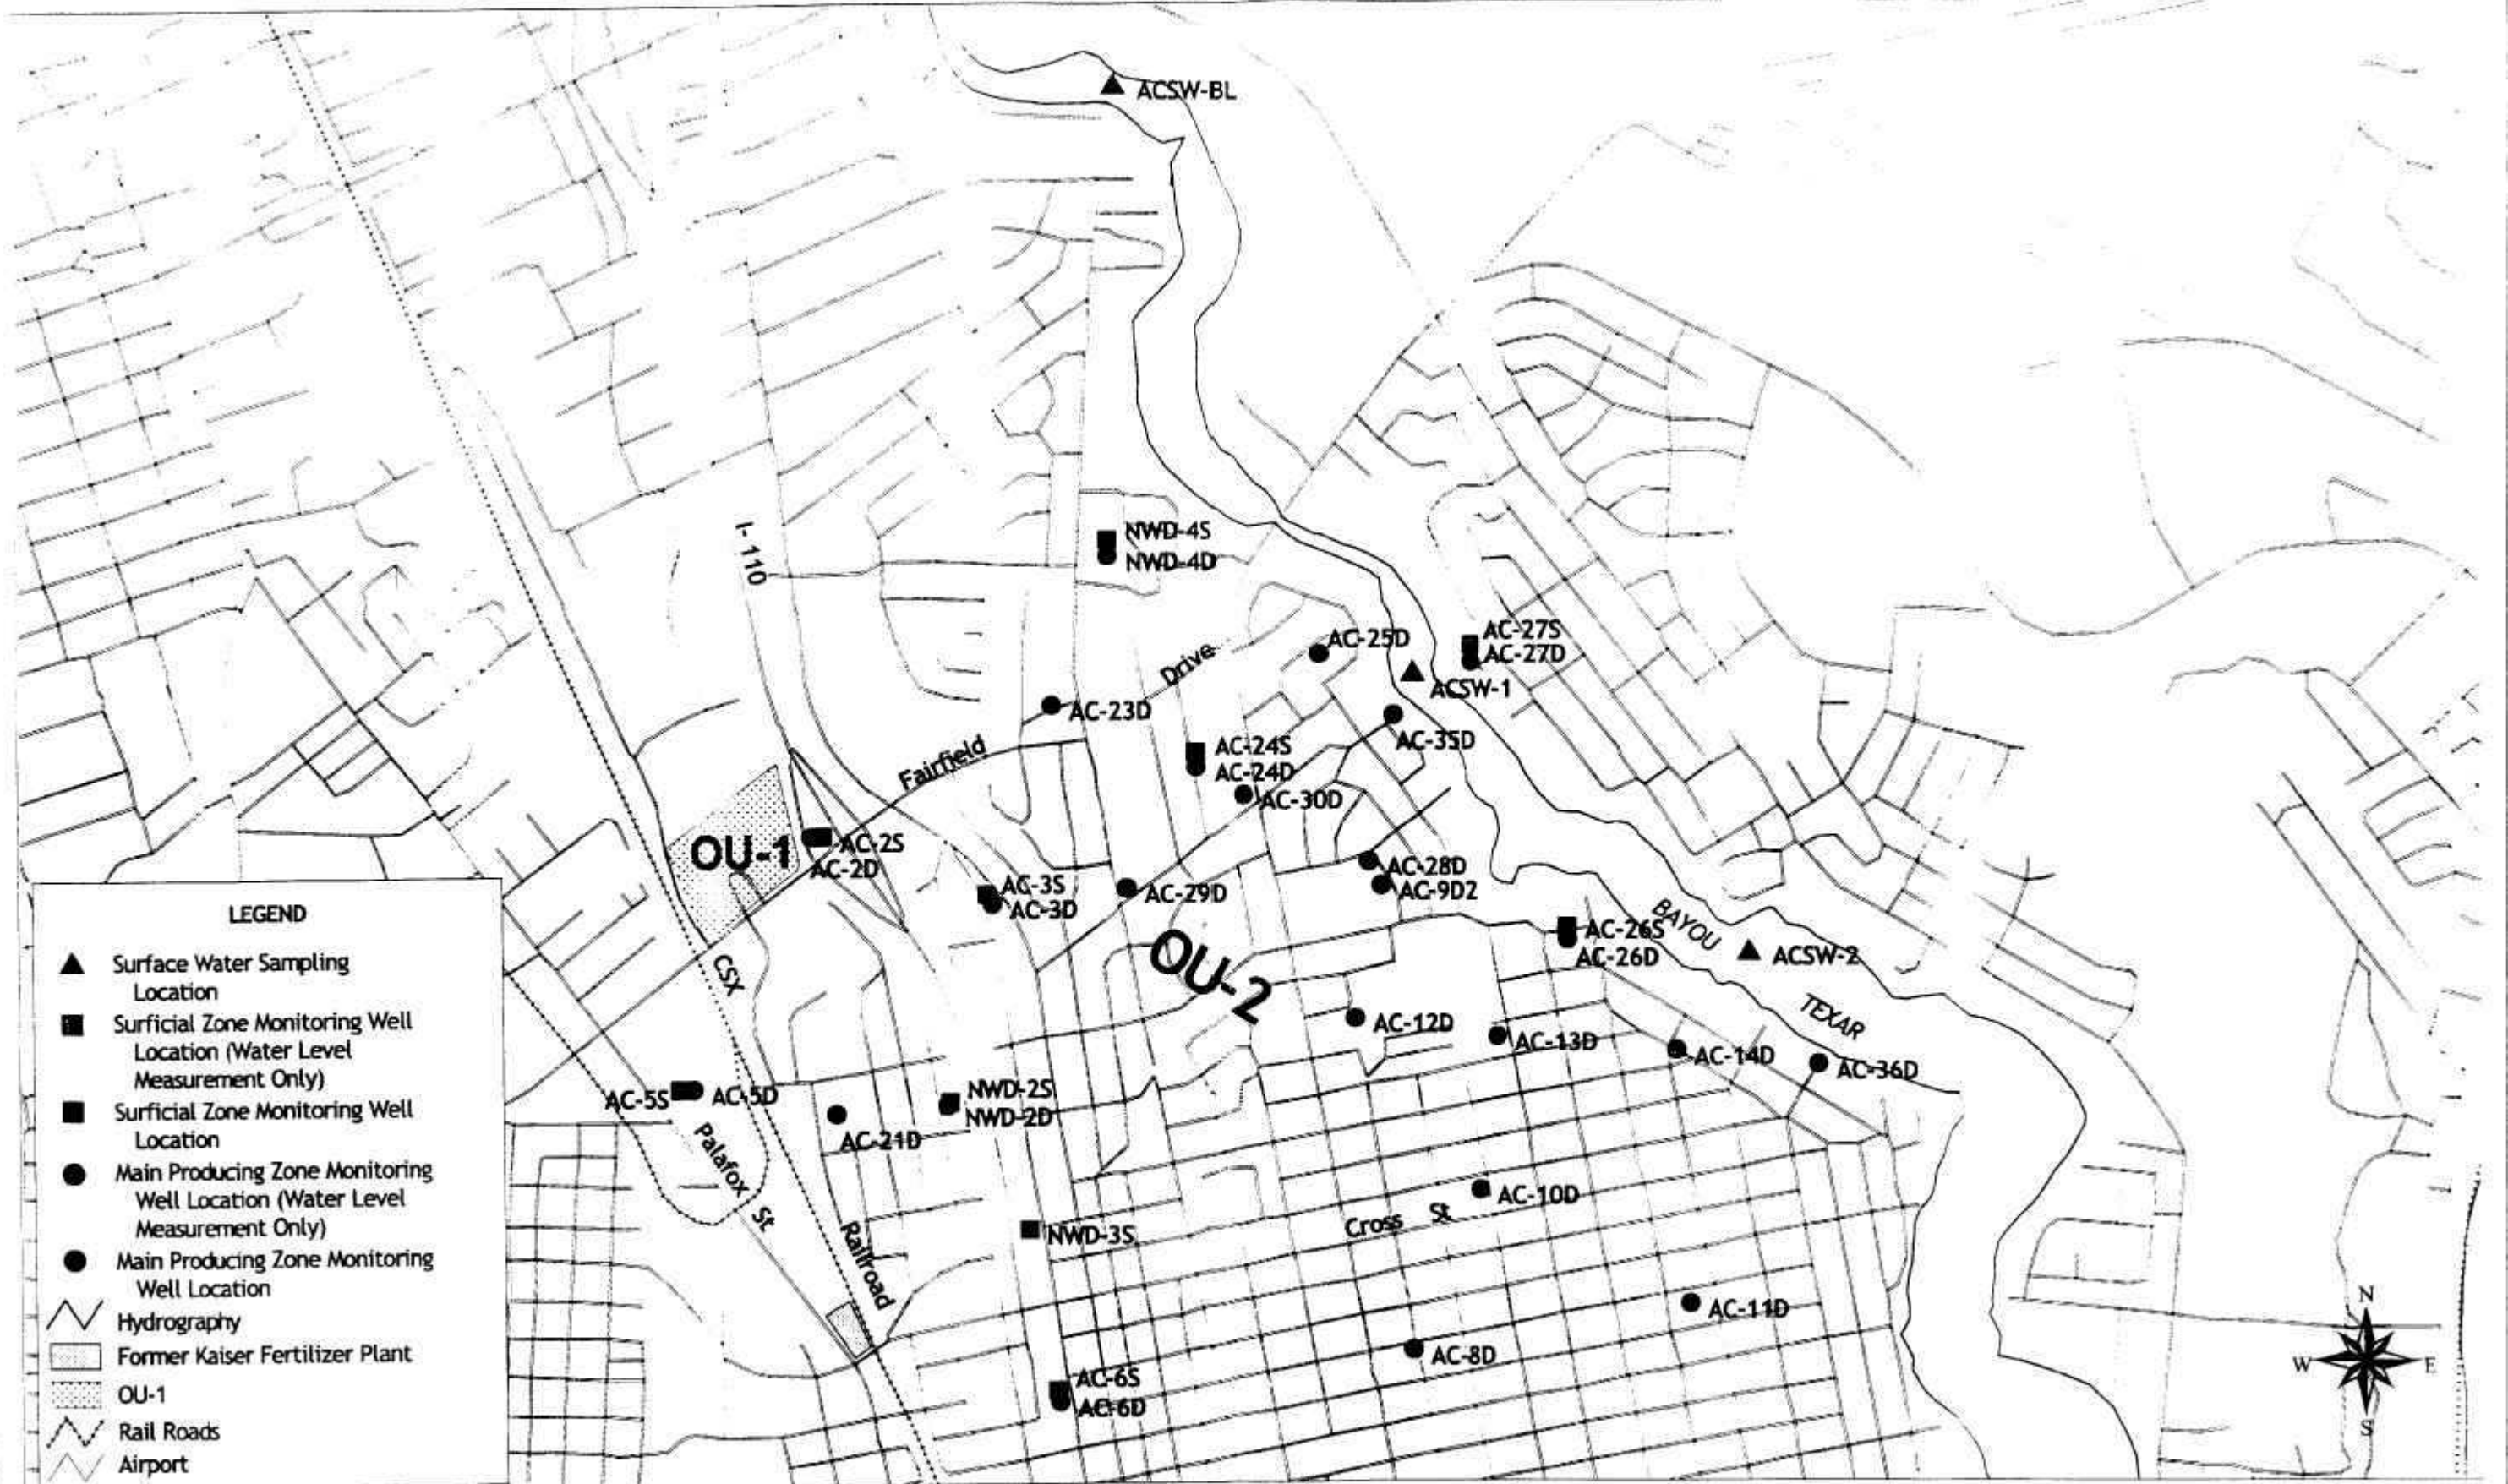 ACSW-BL
I-110
NWD-4S
NWD-4D
AC-25D
AC-27S
AC-27D
ACSW-1
Drive
AC-23D
AC-35D
Fairfield
AC-24S
AC-24D
AC-30D
OU-1
AC-2S
AC-2D
AC-28D
AC-9D2
AC-3S
AC-3D
AC-29D
OU-2
BAYOU
AC-26S
AC-26D
ACSW-2
CSX
TEXAR
AC-12D
AC-13D
AC-14D
AC-36D
AC-5S
AC-5D
NWD-2S
NWD-2D
AC-21D
Palafox St
Railroad
NWD-3S
Cross St
AC-10D
AC-11D
AC-8D
AC-6S
AC-6D
LEGEND
Surface Water Sampling
Location
Surficial Zone Monitoring Well
Location (Water Level
Measurement Only)
Surficial Zone Monitoring Well
Location
Main Producing Zone Monitoring
Well Location (Water Level
Measurement Only)
Main Producing Zone Monitoring
Well Location
Hydrography
Former Kaiser Fertilizer Plant
OU-1
Rail Roads
Airport
N
W
E
S